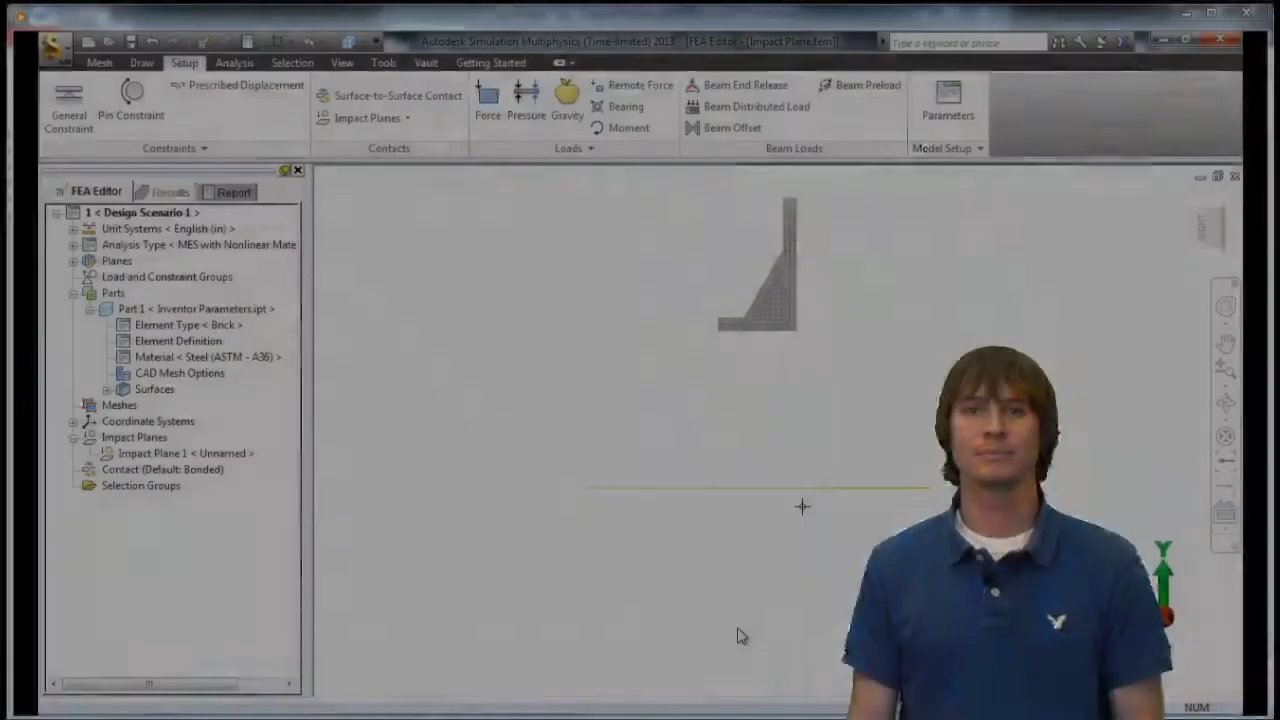 Autodesk Simulation Multiphysics (Time-limited) 2013 - [FEA Editor - [Impact Plane.fem]]
Type a keyword or phrase
Mesh Draw Setup Analysis Selection View Tools Vault Getting Started
General Constraint
Pin Constraint
Prescribed Displacement
Constraints
Surface-to-Surface Contact
Impact Planes
Contacts
Force
Pressure
Gravity
Remote Force
Bearing
Moment
Loads
Beam End Release
Beam Distributed Load
Beam Offset
Beam Preload
Beam Loads
Parameters
Model Setup
FEA Editor Results Report
1 < Design Scenario 1 >
Unit Systems < English (in) >
Analysis Type < MES with Nonlinear Mate
Planes
Load and Constraint Groups
Parts
Part 1 < Inventor Parameters.ipt >
Element Type < Brick >
Element Definition
Material < Steel (ASTM - A36) >
CAD Mesh Options
Surfaces
Meshes
Coordinate Systems
Impact Planes
Impact Plane 1 < Unnamed >
Contact (Default: Bonded)
Selection Groups
RIGHT
Y
NUM